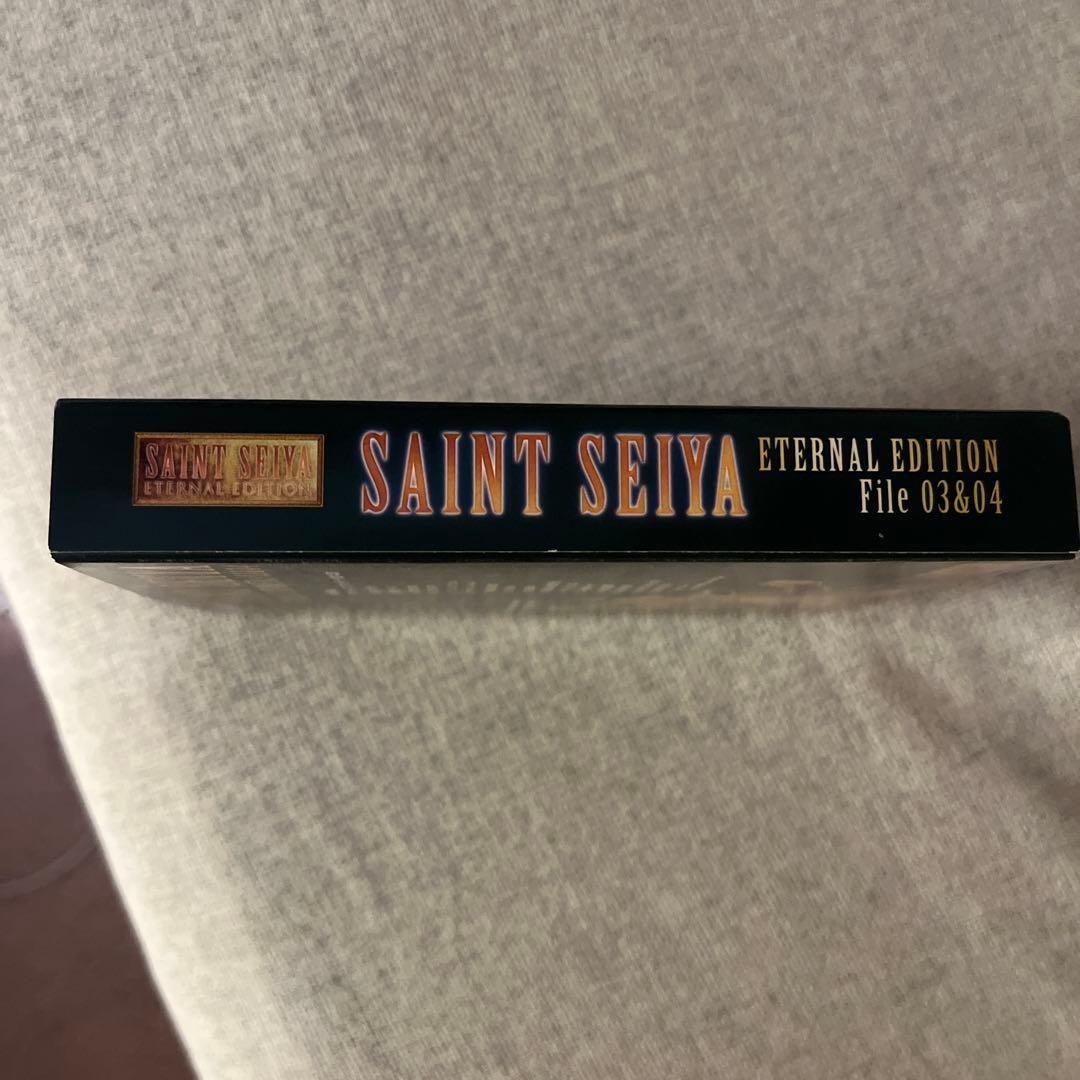 SAINT SEIYA
ETERNAL EDITION
SAINT SEIYA
ETERNAL EDITION
File 03&04